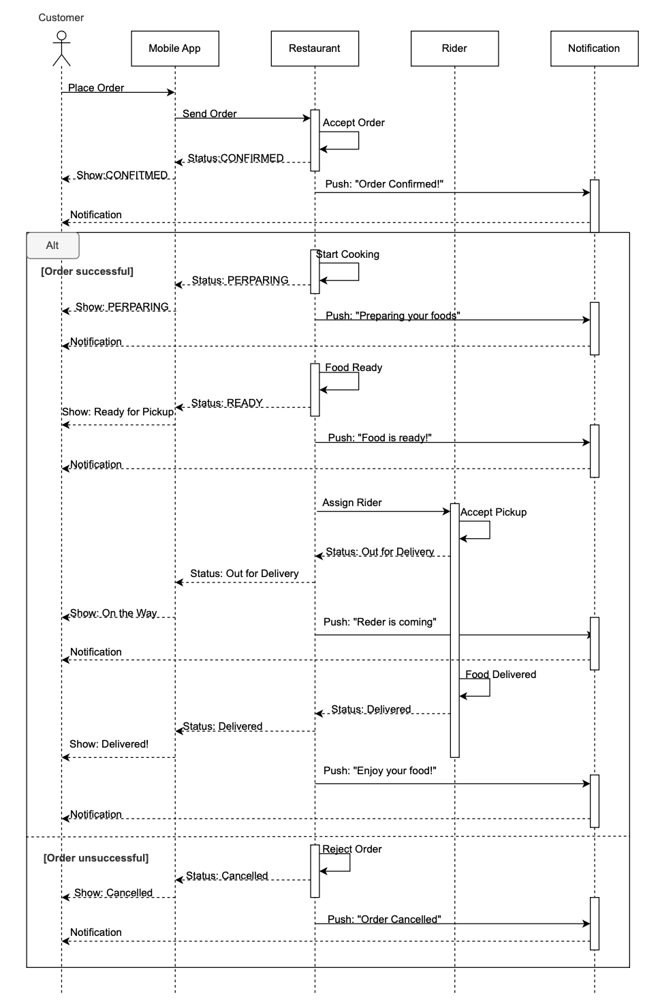 Customer
Mobile App
Restaurant
Rider
Notification
Place Order
Send Order
Accept Order
Status:CONFIRMED
Show:CONFITMED
Push: "Order Confirmed!"
Notification
Alt
[Order successful]
Start Cooking
Status: PERPARING
Show: PERPARING
Push: "Preparing your foods"
Notification
Food Ready
Status: READY
Show: Ready for Pickup
Push: "Food is ready!"
Notification
Assign Rider
Accept Pickup
Status: Out for Delivery
Status: Out for Delivery
Show: On the Way
Push: "Reder is coming"
Notification
Food Delivered
Status: Delivered
Status: Delivered
Show: Delivered!
Push: "Enjoy your food!"
Notification
[Order unsuccessful]
Reject Order
Status: Cancelled
Show: Cancelled
Push: "Order Cancelled"
Notification